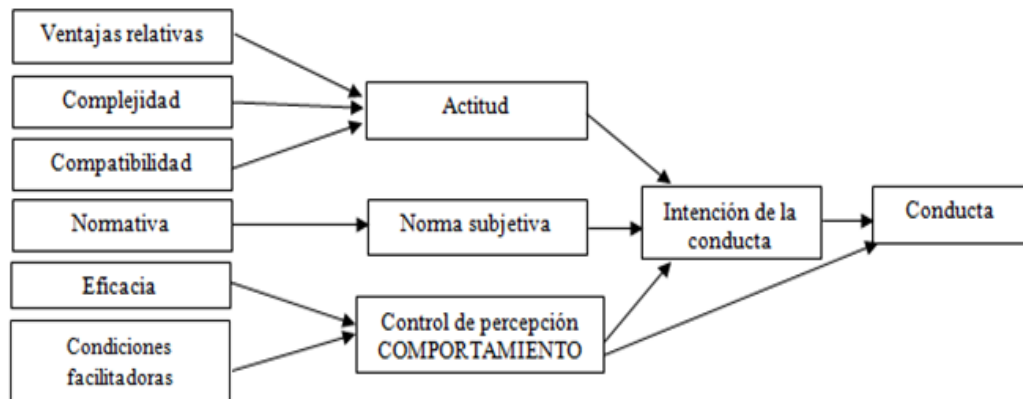 Ventajas relativas
Complejidad
Compatibilidad
Normativa
Eficacia
Condiciones
facilitadoras
Actitud
Norma subjetiva
Control de percepción
COMPORTAMIENTO
Intención de la
conducta
Conducta